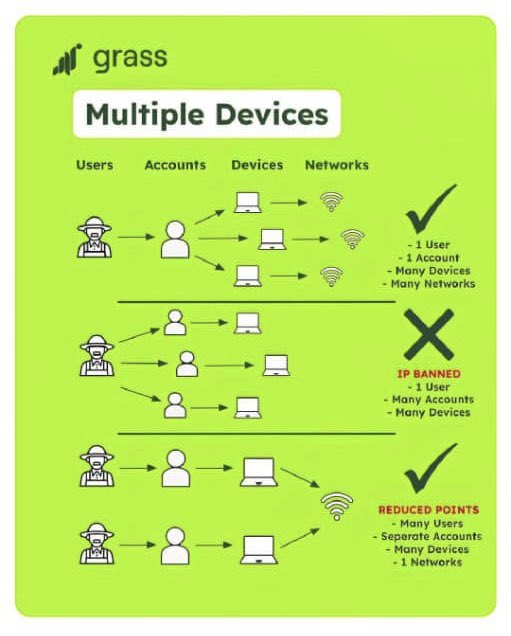 grass
Multiple Devices
Users Accounts Devices Networks
- 1 User
- 1 Account
- Many Devices
- Many Networks
IP BANNED
- 1 User
- Many Accounts
- Many Devices
REDUCED POINTS
- Many Users
- Seperate Accounts
- Many Devices
- 1 Networks